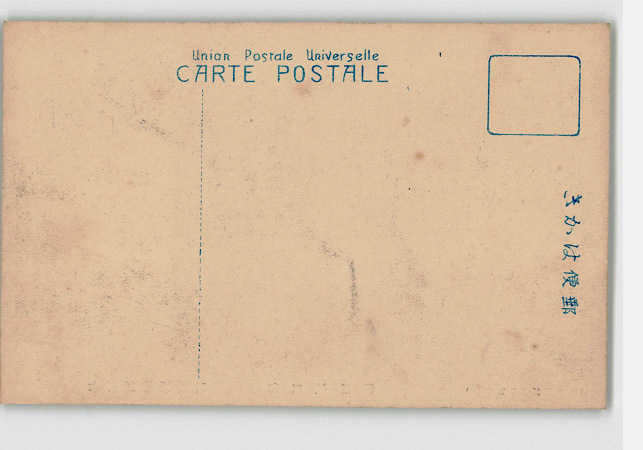 Union Postale Universelle
CARTE POSTALE
きかは便郵